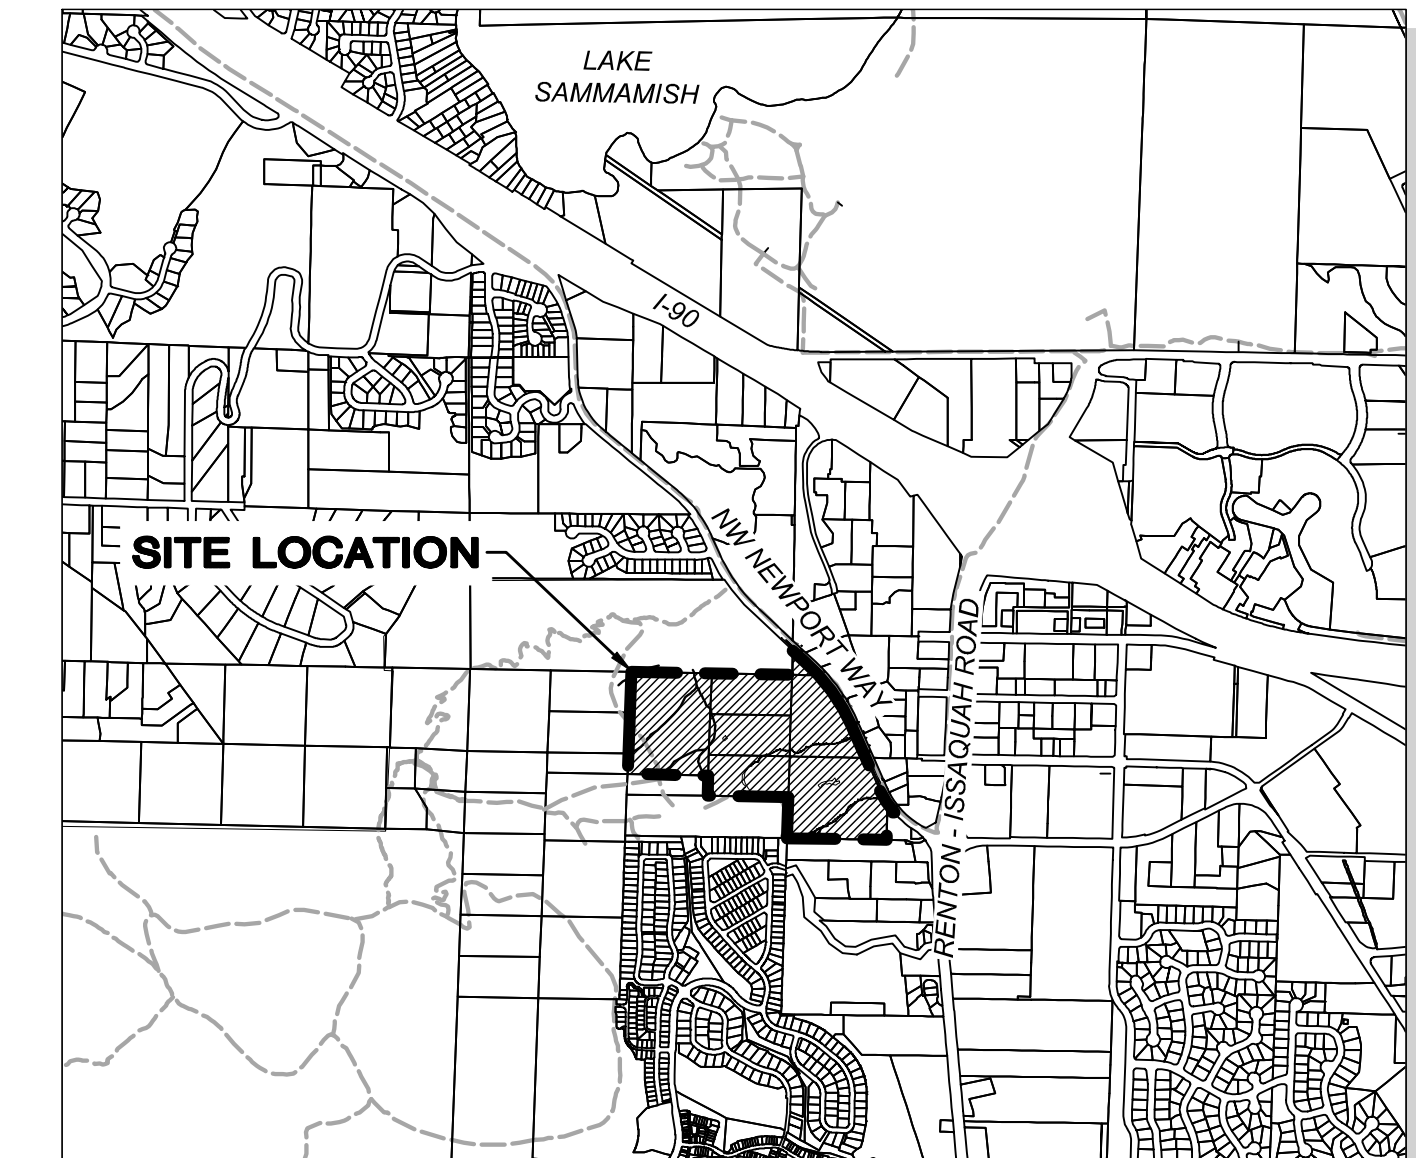 LAKE
SAMMAMISH
I-90
NW NEWPORT WAY
SITE LOCATION
RENTON - ISSAQUAH ROAD